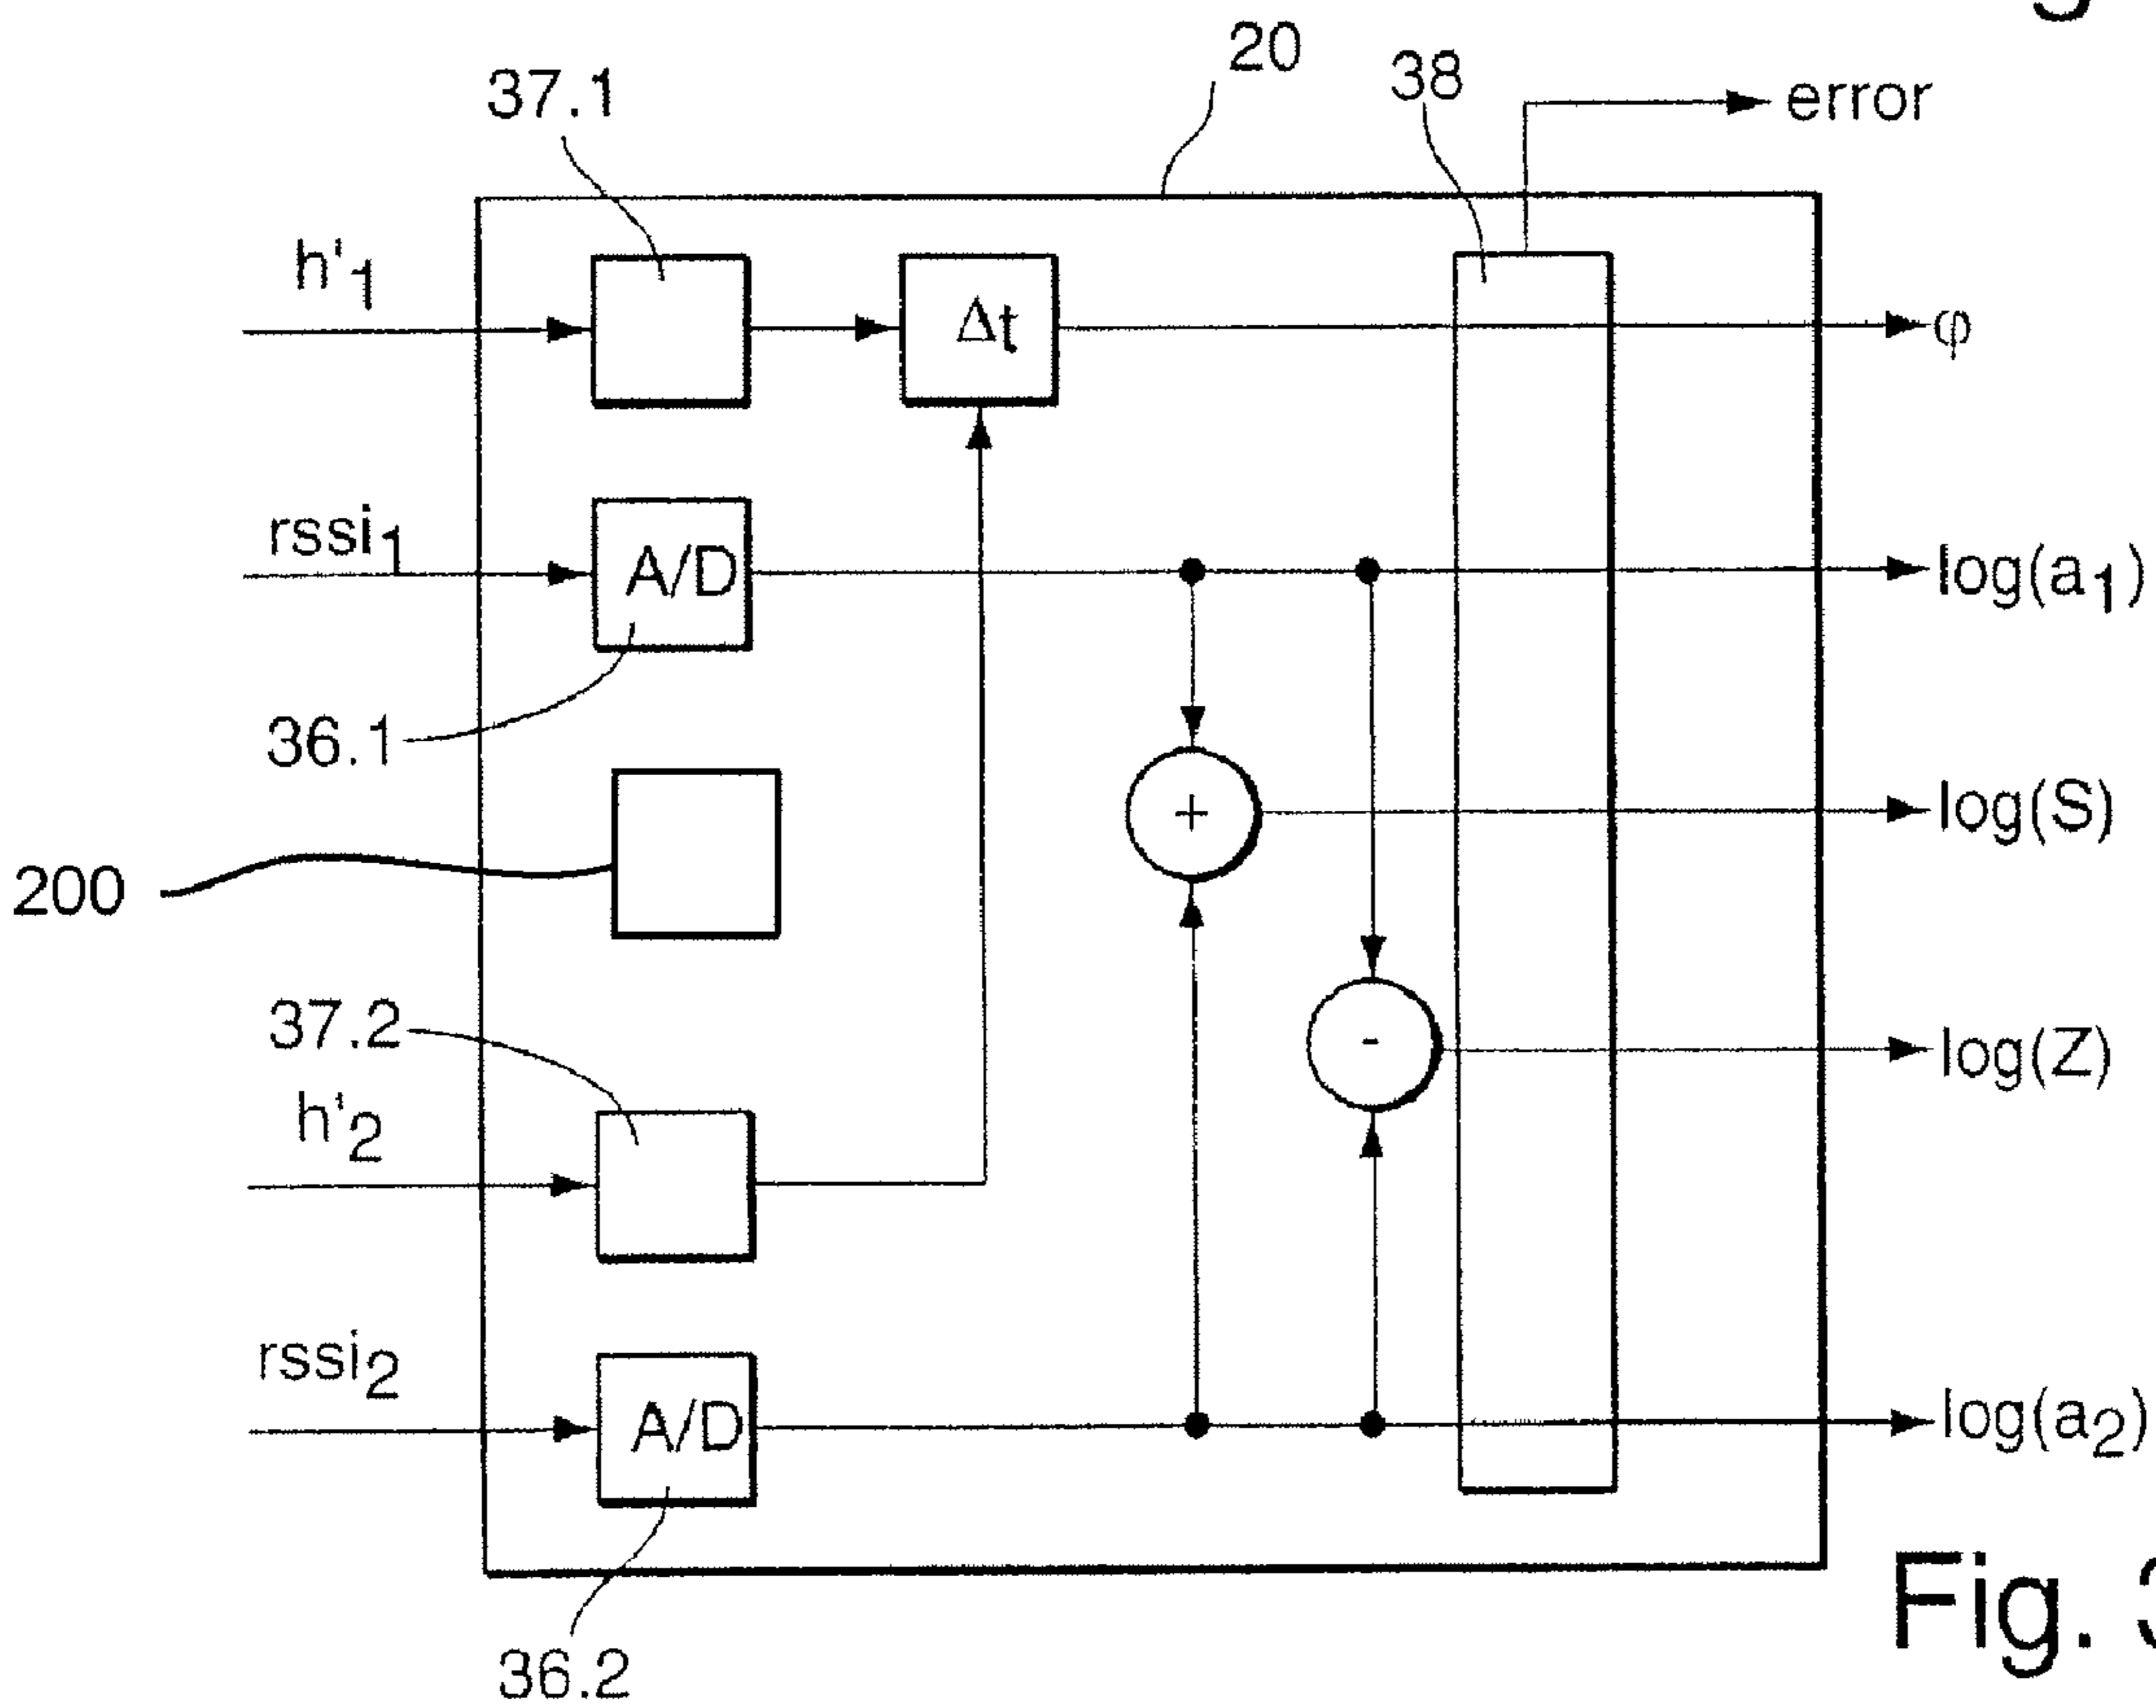 20
37.1
38
error
h'1
Δt
φ
rssi1
A/D
log(a1)
36.1
+
log(S)
200
37.2
-
log(Z)
h'2
rssi2
A/D
log(a2)
36.2
Fig.